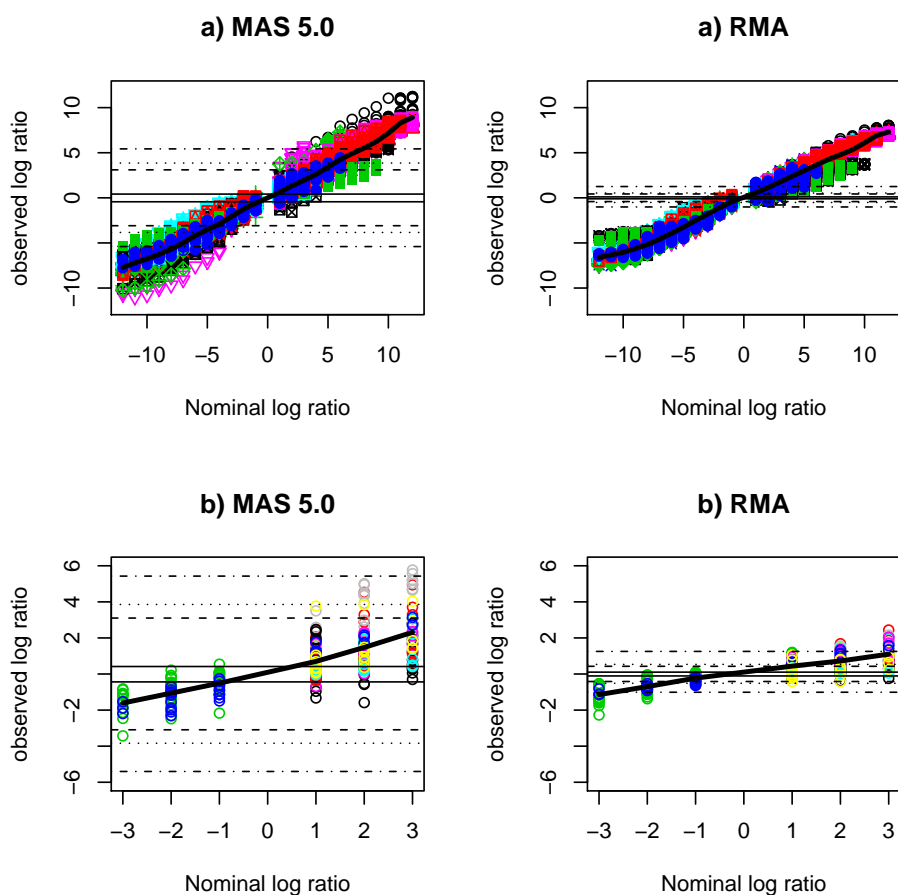 a) MAS 5.0
observed log ratio
10
5
0
−10
−10 −5 0 5 10
Nominal log ratio
a) RMA
observed log ratio
10
5
0
−10
−10 −5 0 5 10
Nominal log ratio
b) MAS 5.0
observed log ratio
6
4
2
−2
−6
−3 −2 −1 0 1 2 3
Nominal log ratio
b) RMA
observed log ratio
6
4
2
−2
−6
−3 −2 −1 0 1 2 3
Nominal log ratio